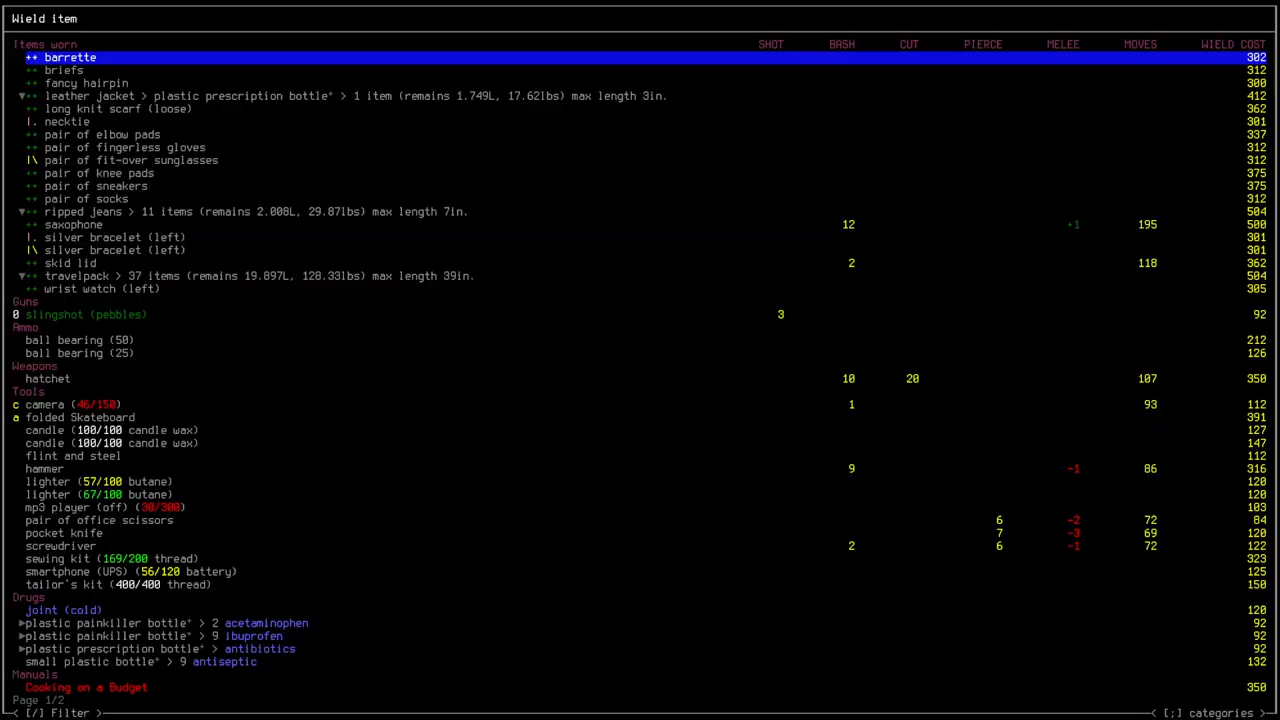 Wield item
Items worn SHOT BASH CUT PIERCE MELEE MOVES WIELD COST
++ barrette 302
++ briefs 312
++ fancy hairpin 300
▼++ leather jacket > plastic prescription bottle⁺ > 1 item (remains 1.749L, 17.62lbs) max length 3in. 412
++ long knit scarf (loose) 362
|. necktie 301
++ pair of elbow pads 337
++ pair of fingerless gloves 312
|\ pair of fit-over sunglasses 312
++ pair of knee pads 375
++ pair of sneakers 375
++ pair of socks 312
▼++ ripped jeans > 11 items (remains 2.008L, 29.87lbs) max length 7in. 504
++ saxophone 12 +1 195 500
|. silver bracelet (left) 301
|\ silver bracelet (left) 301
++ skid lid 2 118 362
▼++ travelpack > 37 items (remains 19.897L, 128.33lbs) max length 39in. 504
++ wrist watch (left) 305
Guns
0 slingshot (pebbles) 3 92
Ammo
ball bearing (50) 212
ball bearing (25) 126
Weapons
hatchet 10 20 107 350
Tools
c camera (46/150) 1 93 112
a folded Skateboard 391
candle (100/100 candle wax) 127
candle (100/100 candle wax) 147
flint and steel 112
hammer 9 -1 86 316
lighter (57/100 butane) 120
lighter (67/100 butane) 120
mp3 player (off) (30/300) 103
pair of office scissors 6 -2 72 84
pocket knife 7 -3 69 120
screwdriver 2 6 -1 72 122
sewing kit (169/200 thread) 323
smartphone (UPS) (56/120 battery) 125
tailor's kit (400/400 thread) 150
Drugs
joint (cold) 120
▶plastic painkiller bottle⁺ > 2 acetaminophen 92
▶plastic painkiller bottle⁺ > 9 ibuprofen 92
▶plastic prescription bottle⁺ > antibiotics 92
small plastic bottle⁺ > 9 antiseptic 132
Manuals
Cooking on a Budget 350
Page 1/2
< [/] Filter > < [;] categories >